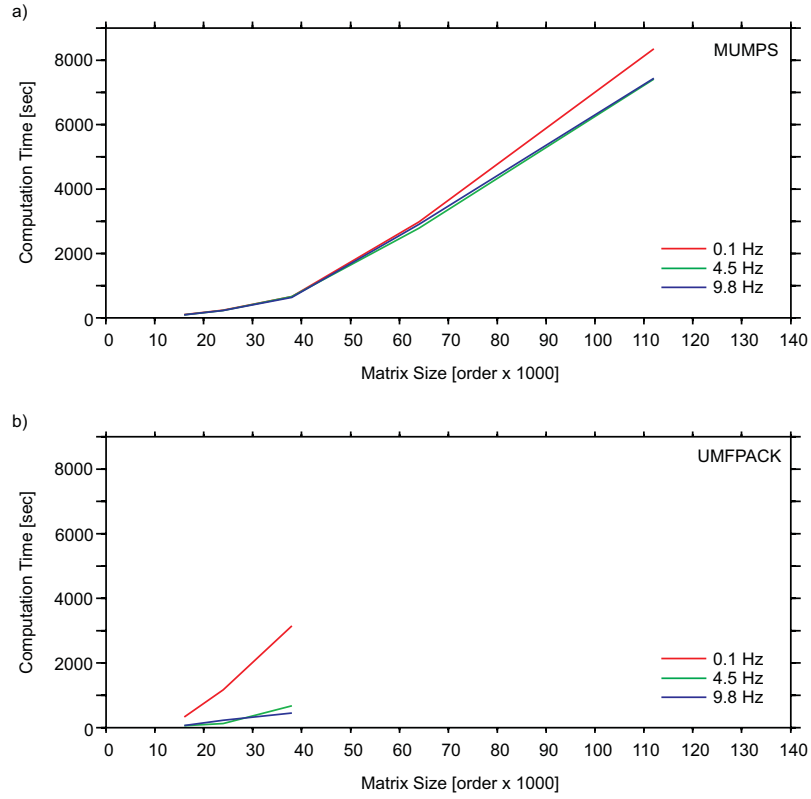 a)
MUMPS
Computation Time [sec]
8000
6000
4000
2000
0
0.1 Hz
4.5 Hz
9.8 Hz
0 10 20 30 40 50 60 70 80 90 100 110 120 130 140
Matrix Size [order x 1000]
b)
UMFPACK
Computation Time [sec]
8000
6000
4000
2000
0
0.1 Hz
4.5 Hz
9.8 Hz
0 10 20 30 40 50 60 70 80 90 100 110 120 130 140
Matrix Size [order x 1000]